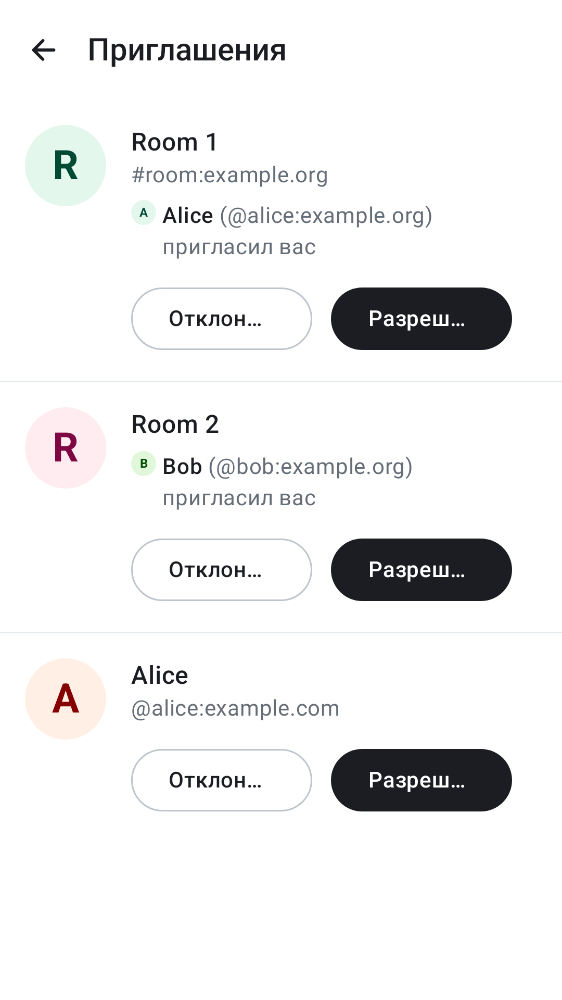 Приглашения
R
Room 1
#room:example.org
A Alice (@alice:example.org)
пригласил вас
Отклон… Разреш…
R
Room 2
B Bob (@bob:example.org)
пригласил вас
Отклон… Разреш…
A
Alice
@alice:example.com
Отклон… Разреш…